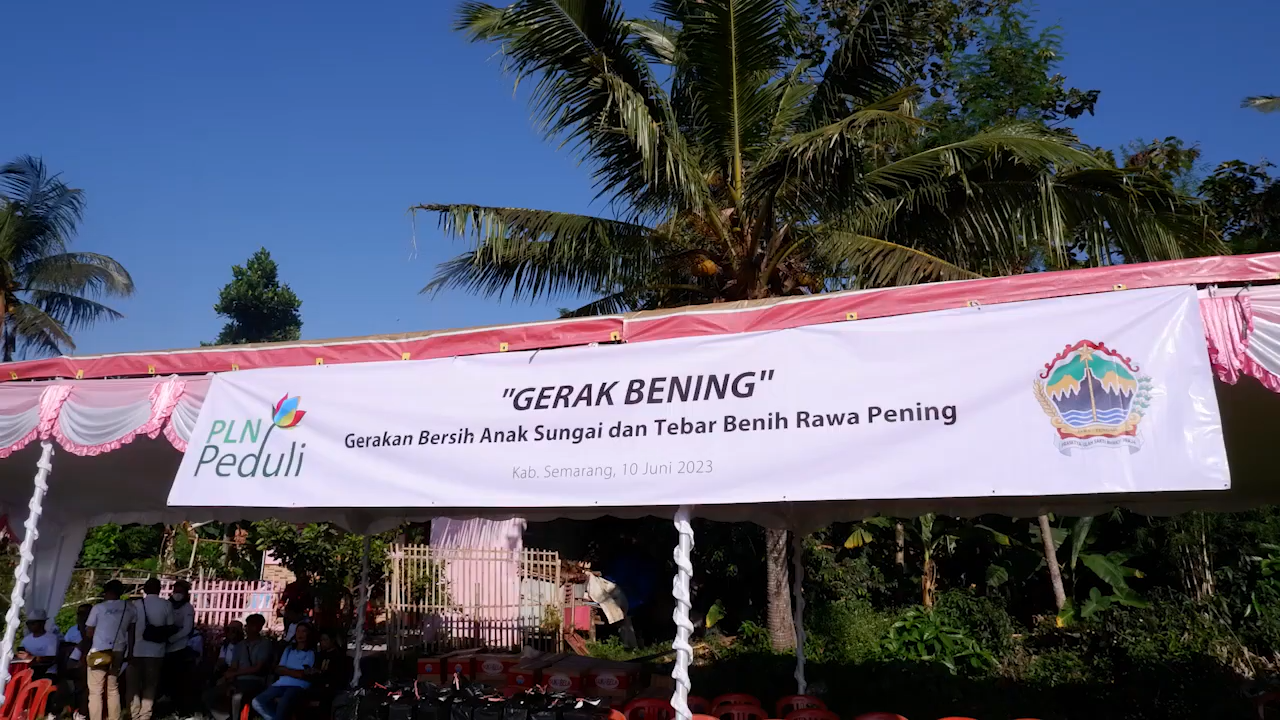 "GERAK BENING"
Gerakan Bersih Anak Sungai dan Tebar Benih Rawa Pening
Kab. Semarang, 10 Juni 2023
PLN
Peduli